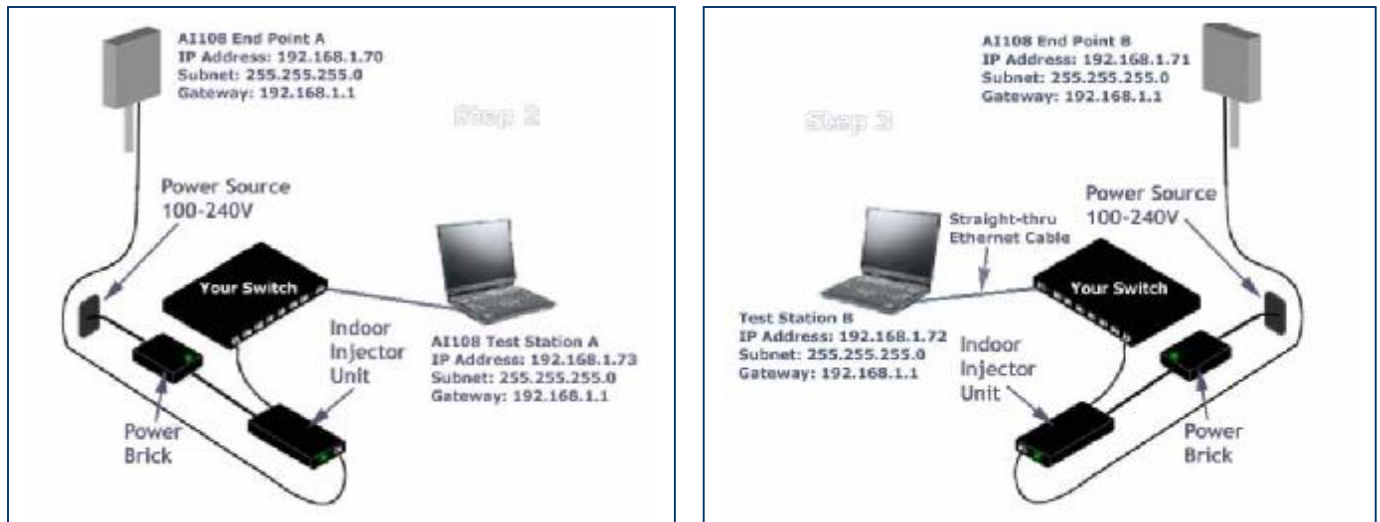 AI108 End Point A
IP Address: 192.168.1.70
Subnet: 255.255.255.0
Gateway: 192.168.1.1
Step 2
Power Source
100-240V
Your Switch
Indoor
Injector
Unit
AI108 Test Station A
IP Address: 192.168.1.73
Subnet: 255.255.255.0
Gateway: 192.168.1.1
Power
Brick
AI108 End Point B
IP Address: 192.168.1.71
Subnet: 255.255.255.0
Gateway: 192.168.1.1
Step 3
Power Source
100-240V
Straight-thru
Ethernet Cable
Your Switch
Test Station B
IP Address: 192.168.1.72
Subnet: 255.255.255.0
Gateway: 192.168.1.1
Indoor
Injector
Unit
Power
Brick